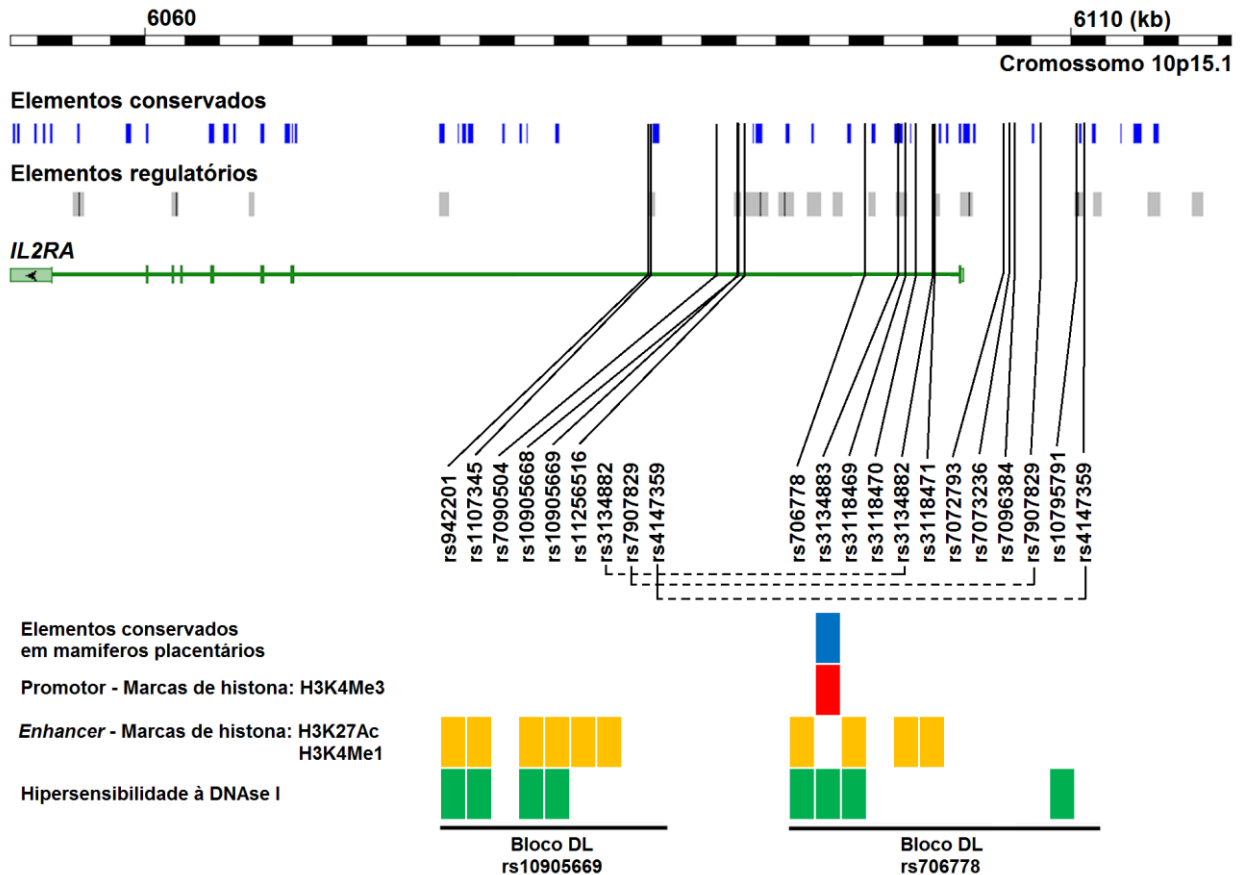 6060
6110 (kb)
Cromossomo 10p15.1
Elementos conservados
Elementos regulatórios
IL2RA
rs942201
rs1107345
rs7090504
rs10905668
rs10905669
rs11256516
rs3134882
rs7907829
rs4147359
rs706778
rs3134883
rs3118469
rs3118470
rs3134882
rs3118471
rs7072793
rs7073236
rs7096384
rs7907829
rs10795791
rs4147359
Elementos conservados
em mamíferos placentários
Promotor - Marcas de histona: H3K4Me3
Enhancer - Marcas de histona: H3K27Ac
H3K4Me1
Hipersensibilidade à DNAse I
Bloco DL
rs10905669
Bloco DL
rs706778